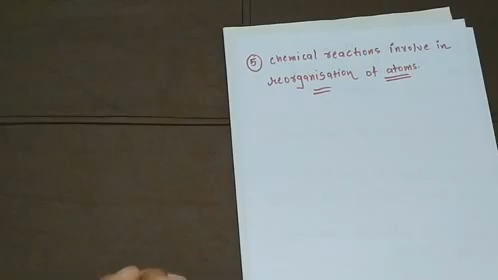 ⑤ chemical reactions involve in
reorganisation of atoms.